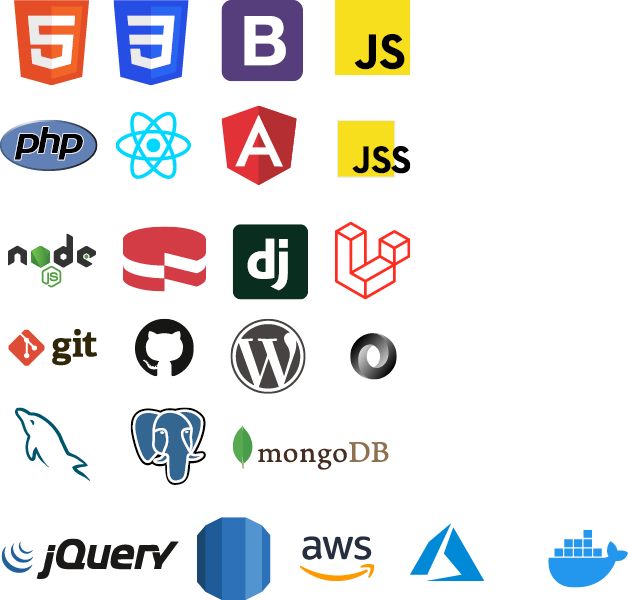 5 3 B JS
php A JSS
node JS dj
git W
mongoDB
jQuery aws